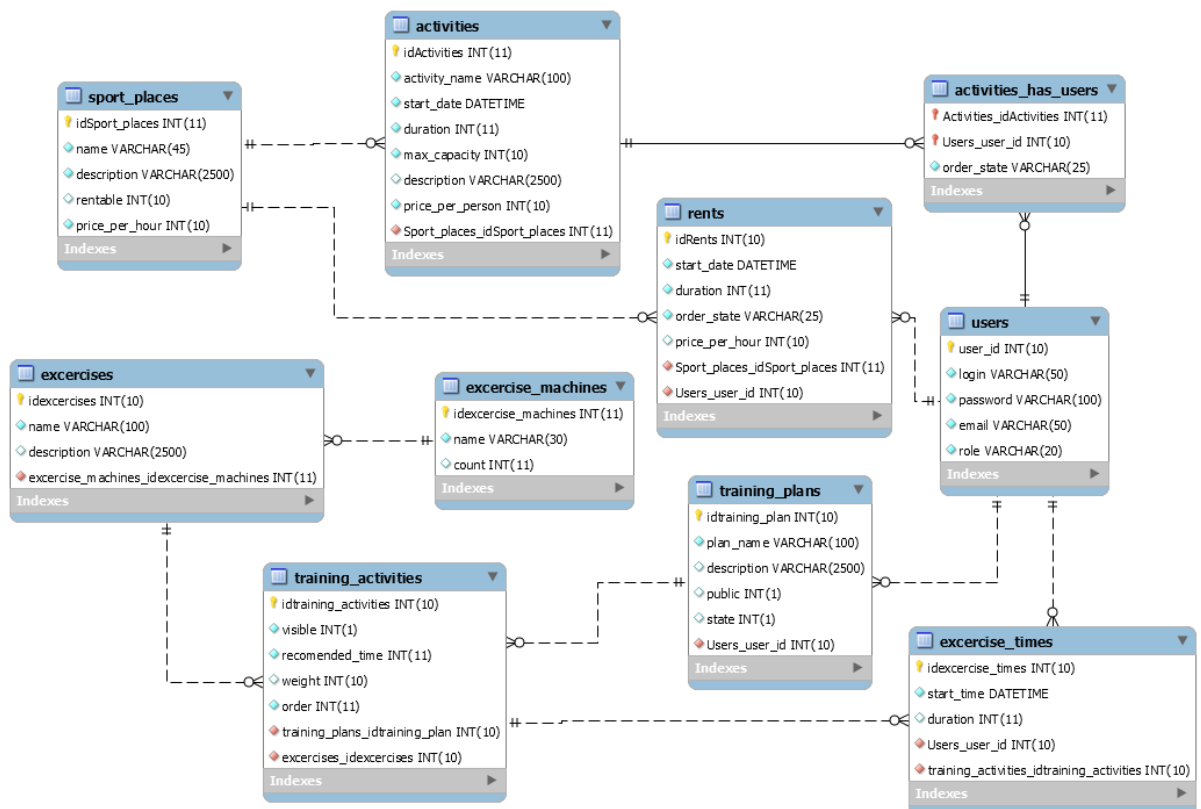 activities
idActivities INT(11)
activity_name VARCHAR(100)
start_date DATETIME
duration INT(11)
max_capacity INT(10)
description VARCHAR(2500)
price_per_person INT(10)
Sport_places_idSport_places INT(11)
Indexes
sport_places
idSport_places INT(11)
name VARCHAR(45)
description VARCHAR(2500)
rentable INT(10)
price_per_hour INT(10)
Indexes
activities_has_users
Activities_idActivities INT(11)
Users_user_id INT(10)
order_state VARCHAR(25)
Indexes
rents
idRents INT(10)
start_date DATETIME
duration INT(11)
order_state VARCHAR(25)
price_per_hour INT(10)
Sport_places_idSport_places INT(11)
Users_user_id INT(10)
Indexes
users
user_id INT(10)
login VARCHAR(50)
password VARCHAR(100)
email VARCHAR(50)
role VARCHAR(20)
Indexes
excercises
idexcercises INT(10)
name VARCHAR(100)
description VARCHAR(2500)
excercise_machines_idexcercise_machines INT(11)
Indexes
excercise_machines
idexcercise_machines INT(11)
name VARCHAR(30)
count INT(11)
Indexes
training_plans
idtraining_plan INT(10)
plan_name VARCHAR(100)
description VARCHAR(2500)
public INT(1)
state INT(1)
Users_user_id INT(10)
Indexes
training_activities
idtraining_activities INT(10)
visible INT(1)
recomended_time INT(11)
weight INT(10)
order INT(11)
training_plans_idtraining_plan INT(10)
excercises_idexcercises INT(10)
Indexes
excercise_times
idexcercise_times INT(10)
start_time DATETIME
duration INT(11)
Users_user_id INT(10)
training_activities_idtraining_activities INT(10)
Indexes